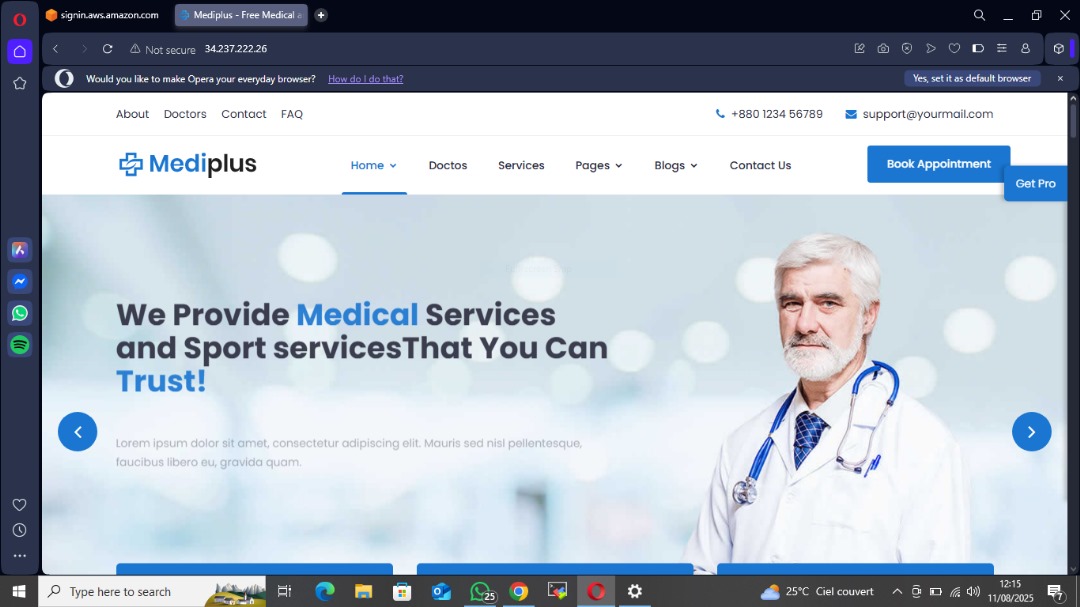 signin.aws.amazon.com
Mediplus - Free Medical a
Not secure 34.237.222.26
Would you like to make Opera your everyday browser? How do I do that? Yes, set it as default browser
About Doctors Contact FAQ +880 1234 56789 support@yourmail.com
Mediplus Home Doctos Services Pages Blogs Contact Us Book Appointment
Get Pro
We Provide Medical Services
and Sport servicesThat You Can
Trust!
Lorem ipsum dolor sit amet, consectetur adipiscing elit. Mauris sed nisl pellentesque,
faucibus libero eu, gravida quam.
Type here to search 25 25°C Ciel couvert 12:15
11/08/2025 7